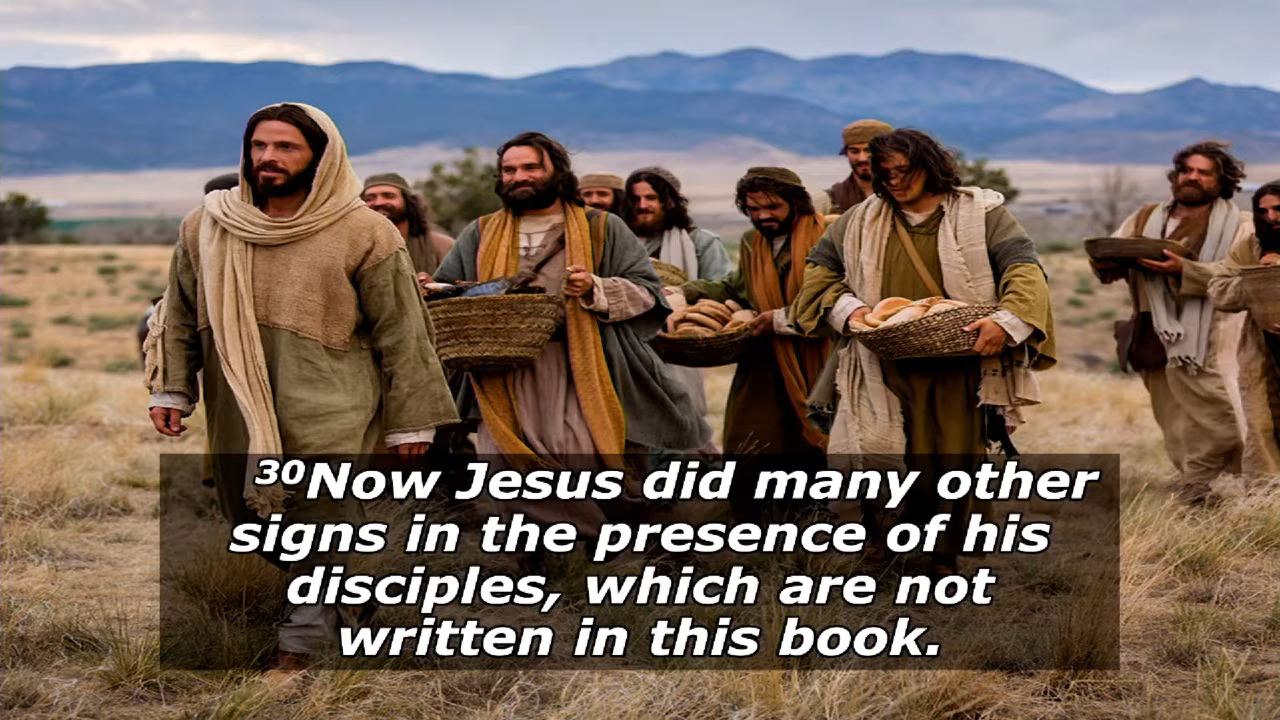 ³⁰Now Jesus did many other
signs in the presence of his
disciples, which are not
written in this book.